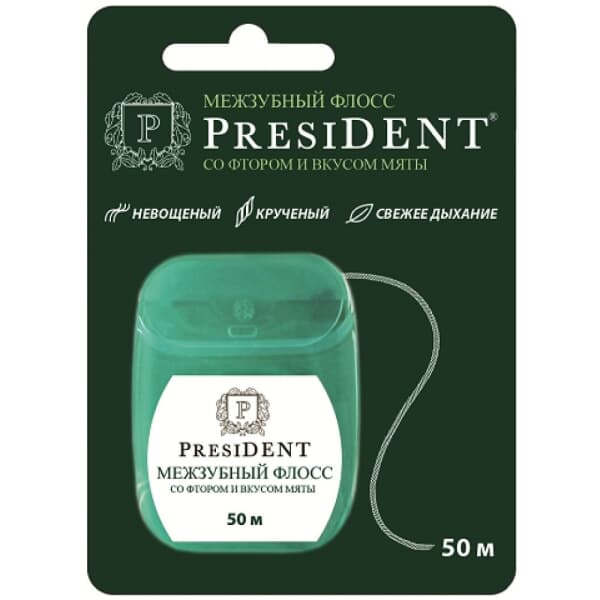 МЕЖЗУБНЫЙ ФЛОСС
P
PRESIDENT®
СО ФТОРОМ И ВКУСОМ МЯТЫ
НЕВОЩЕНЫЙ КРУЧЕНЫЙ СВЕЖЕЕ ДЫХАНИЕ
P
PRESIDENT
МЕЖЗУБНЫЙ ФЛОСС
СО ФТОРОМ И ВКУСОМ МЯТЫ
50 м
50 м